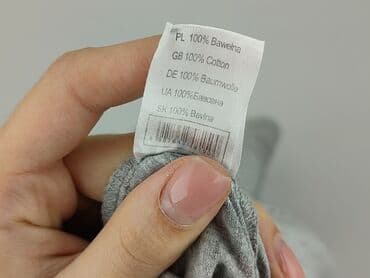 PL 100% Bawełna
GB 100% Cotton
DE 100% Baumwolle
UA 100%Бавовна
SK 100% Bavlna